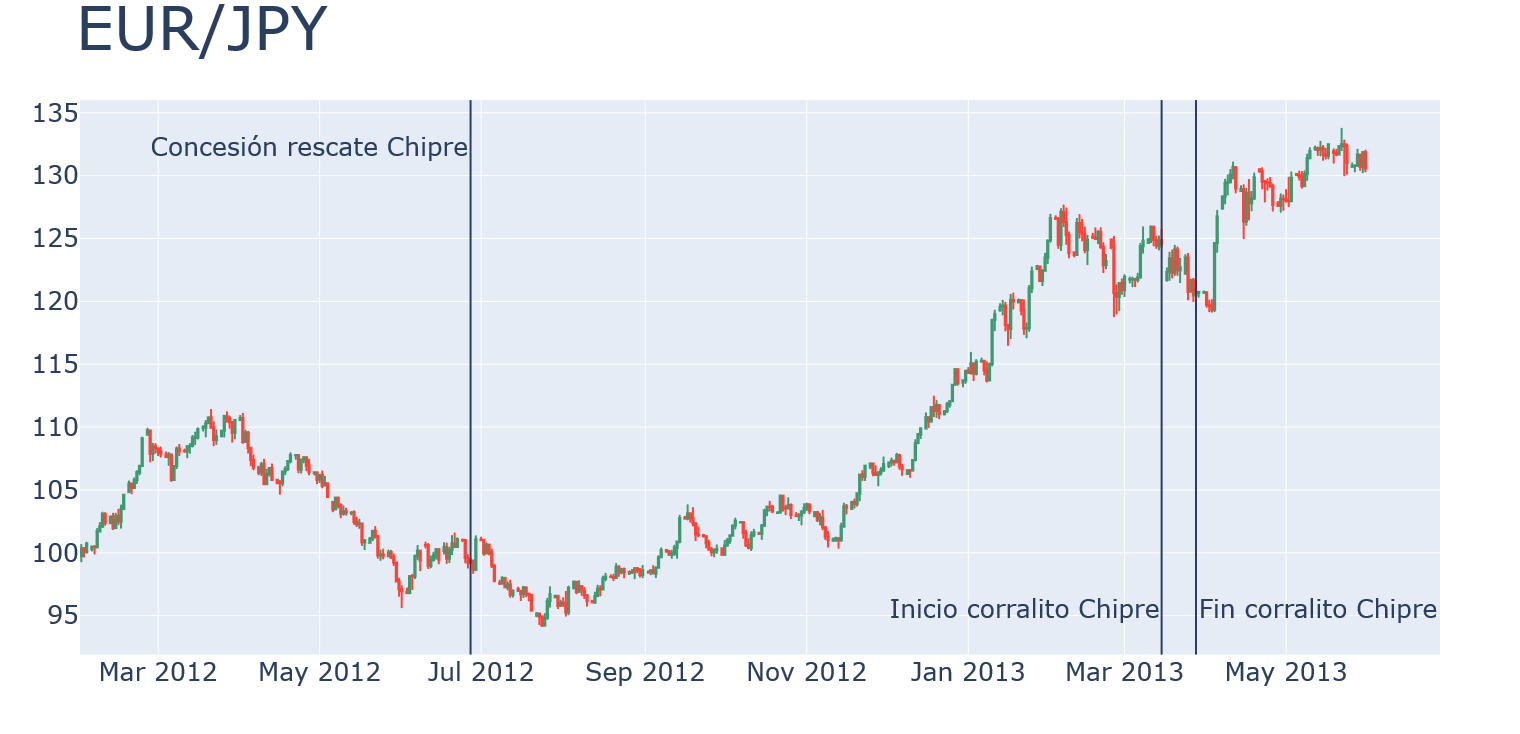 EUR/JPY
135
Concesión rescate Chipre
130
125
120
115
110
105
100
95
Inicio corralito Chipre
Fin corralito Chipre
Mar 2012
May 2012
Jul 2012
Sep 2012
Nov 2012
Jan 2013
Mar 2013
May 2013